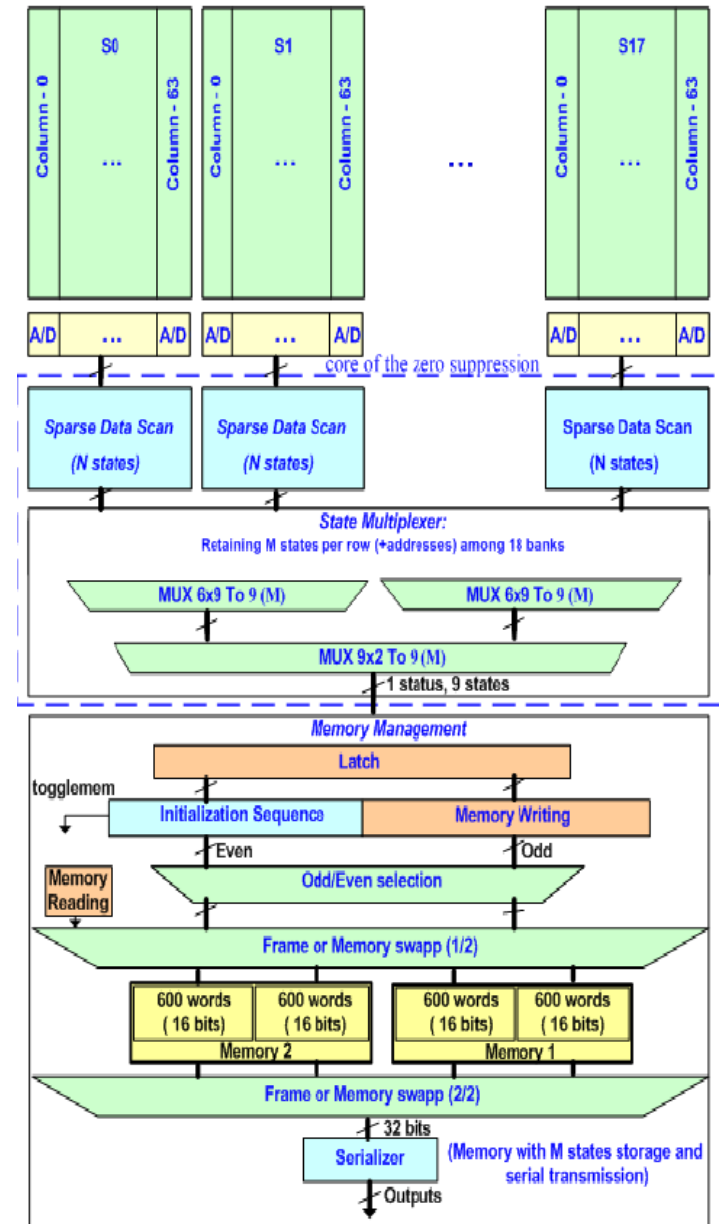 S0
S1
S17
Column - 0
...
Column - 63
Column - 0
...
Column - 63
...
Column - 0
...
Column - 63
A/D
...
A/D
A/D
...
A/D
A/D
...
A/D
core of the zero suppression
Sparse Data Scan
(N states)
Sparse Data Scan
(N states)
Sparse Data Scan
(N states)
State Multiplexer:
Retaining M states per row (+addresses) among 18 banks
MUX 6x9 To 9 (M)
MUX 6x9 To 9 (M)
MUX 9x2 To 9 (M)
1 status, 9 states
Memory Management
Latch
togglemem
Initialization Sequence
Memory Writing
Even
Odd
Memory
Reading
Odd/Even selection
Frame or Memory swapp (1/2)
600 words
( 16 bits)
600 words
( 16 bits)
Memory 2
600 words
( 16 bits)
600 words
( 16 bits)
Memory 1
Frame or Memory swapp (2/2)
32 bits
Serializer
(Memory with M states storage and
serial transmission)
Outputs